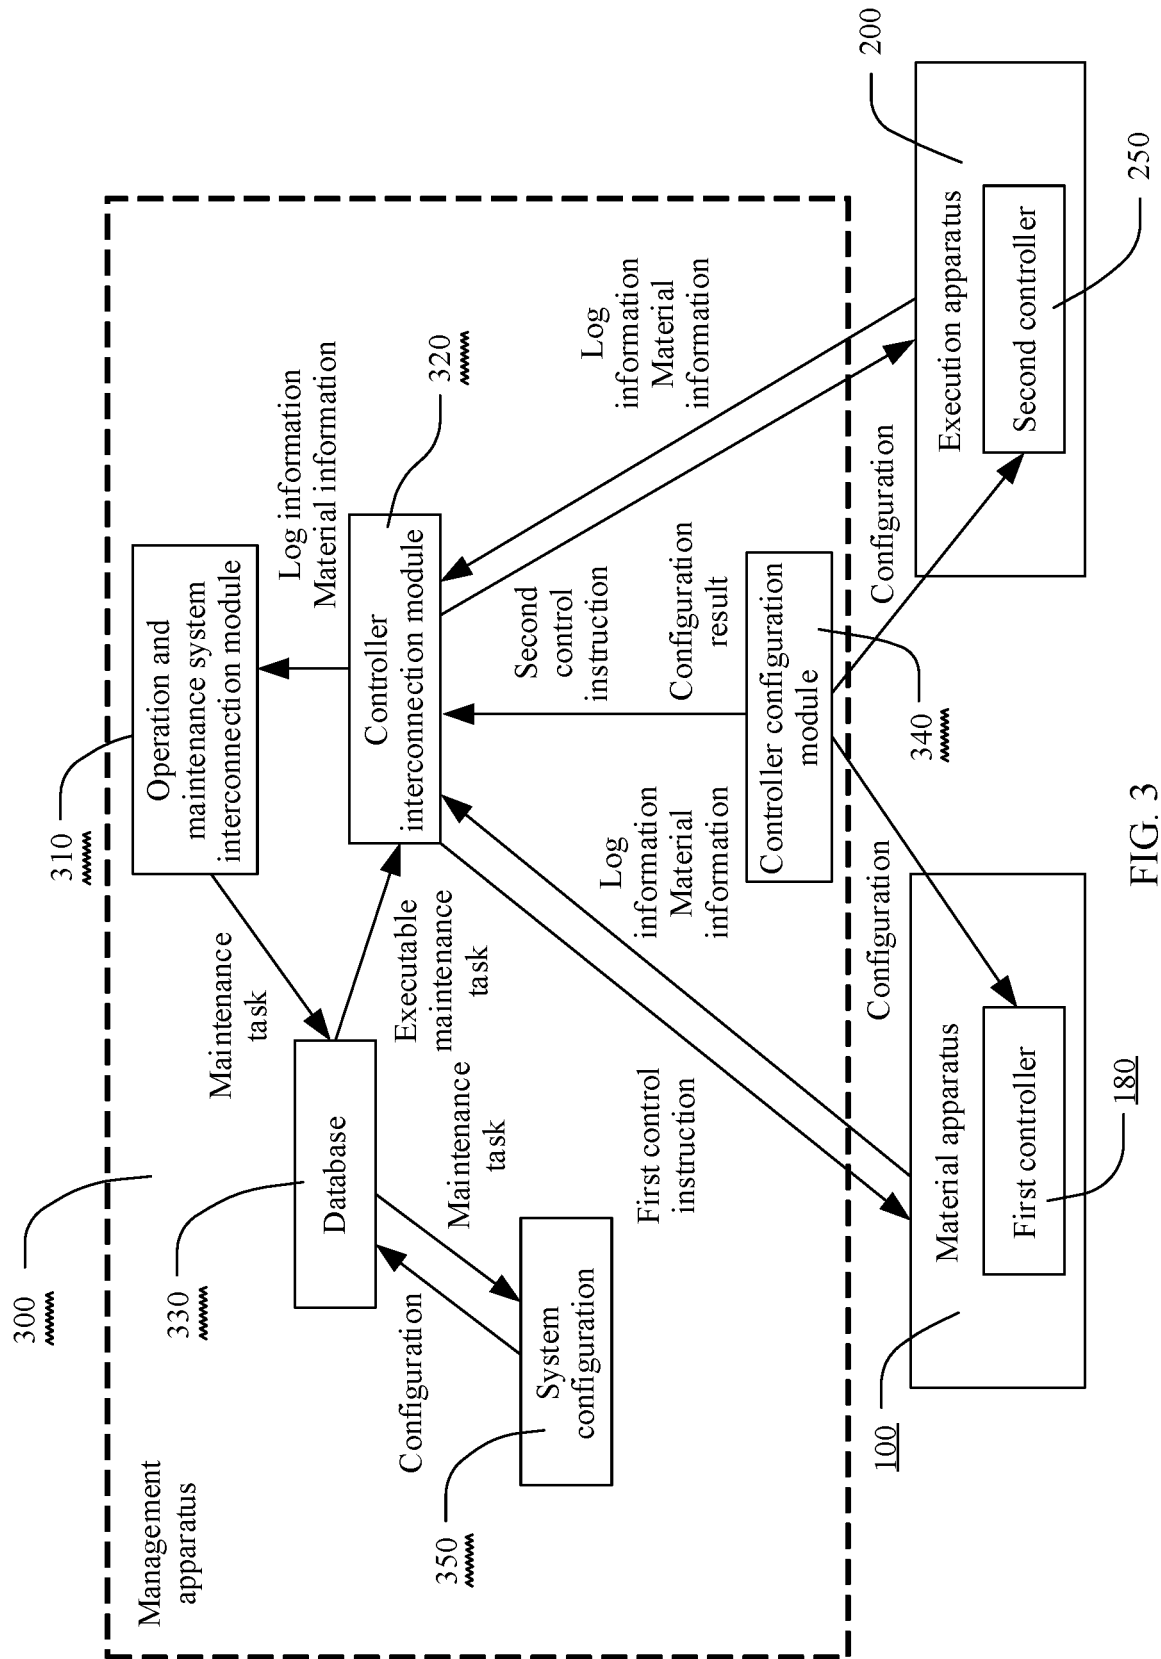 Management
apparatus
300
310
Operation and
maintenance system
interconnection module
Maintenance
task
Log information
Material information
330
Database
Executable
maintenance
task
Controller
interconnection module
320
Configuration
Maintenance
task
350
System
configuration
First control
instruction
Log
information
Material
information
Second
control
instruction
Configuration
result
Log
information
Material
information
Controller configuration
module
340
Configuration
Configuration
100
Material apparatus
First controller
180
200
Execution apparatus
Second controller
250
FIG. 3